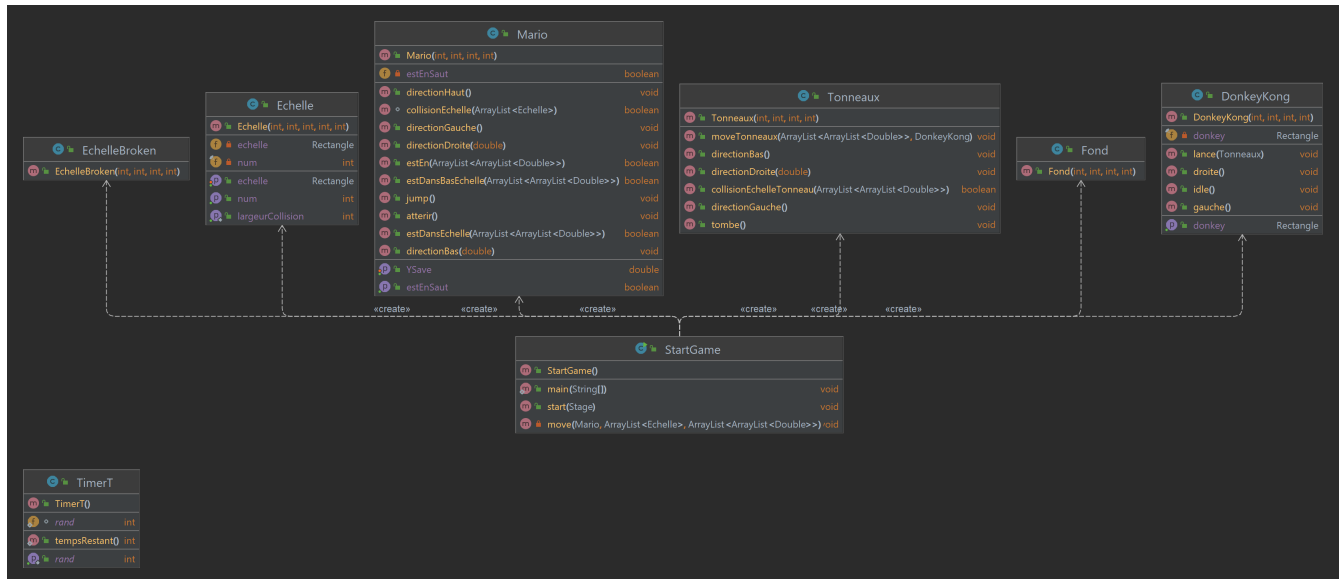 EchelleBroken
EchelleBroken(int, int, int, int)
Echelle
Echelle(int, int, int, int, int)
echelle Rectangle
num int
echelle Rectangle
num int
largeurCollision int
Mario
Mario(int, int, int, int)
estEnSaut boolean
directionHaut() void
collisionEchelle(ArrayList<Echelle>) boolean
directionGauche() void
directionDroite(double) void
estEn(ArrayList<ArrayList<Double>>) boolean
estDansBasEchelle(ArrayList<ArrayList<Double>>) boolean
jump() void
atterir() void
estDansEchelle(ArrayList<ArrayList<Double>>) boolean
directionBas(double) void
YSave double
estEnSaut boolean
Tonneaux
Tonneaux(int, int, int, int)
moveTonneaux(ArrayList<ArrayList<Double>>, DonkeyKong) void
directionBas() void
directionDroite(double) void
collisionEchelleTonneau(ArrayList<ArrayList<Double>>) boolean
directionGauche() void
tombe() void
Fond
Fond(int, int, int, int)
DonkeyKong
DonkeyKong(int, int, int, int)
donkey Rectangle
lance(Tonneaux) void
droite() void
idle() void
gauche() void
donkey Rectangle
«create» «create» «create» «create» «create» «create»
StartGame
StartGame()
main(String[]) void
start(Stage) void
move(Mario, ArrayList<Echelle>, ArrayList<ArrayList<Double>>) void
TimerT
TimerT()
rand int
tempsRestant() int
rand int